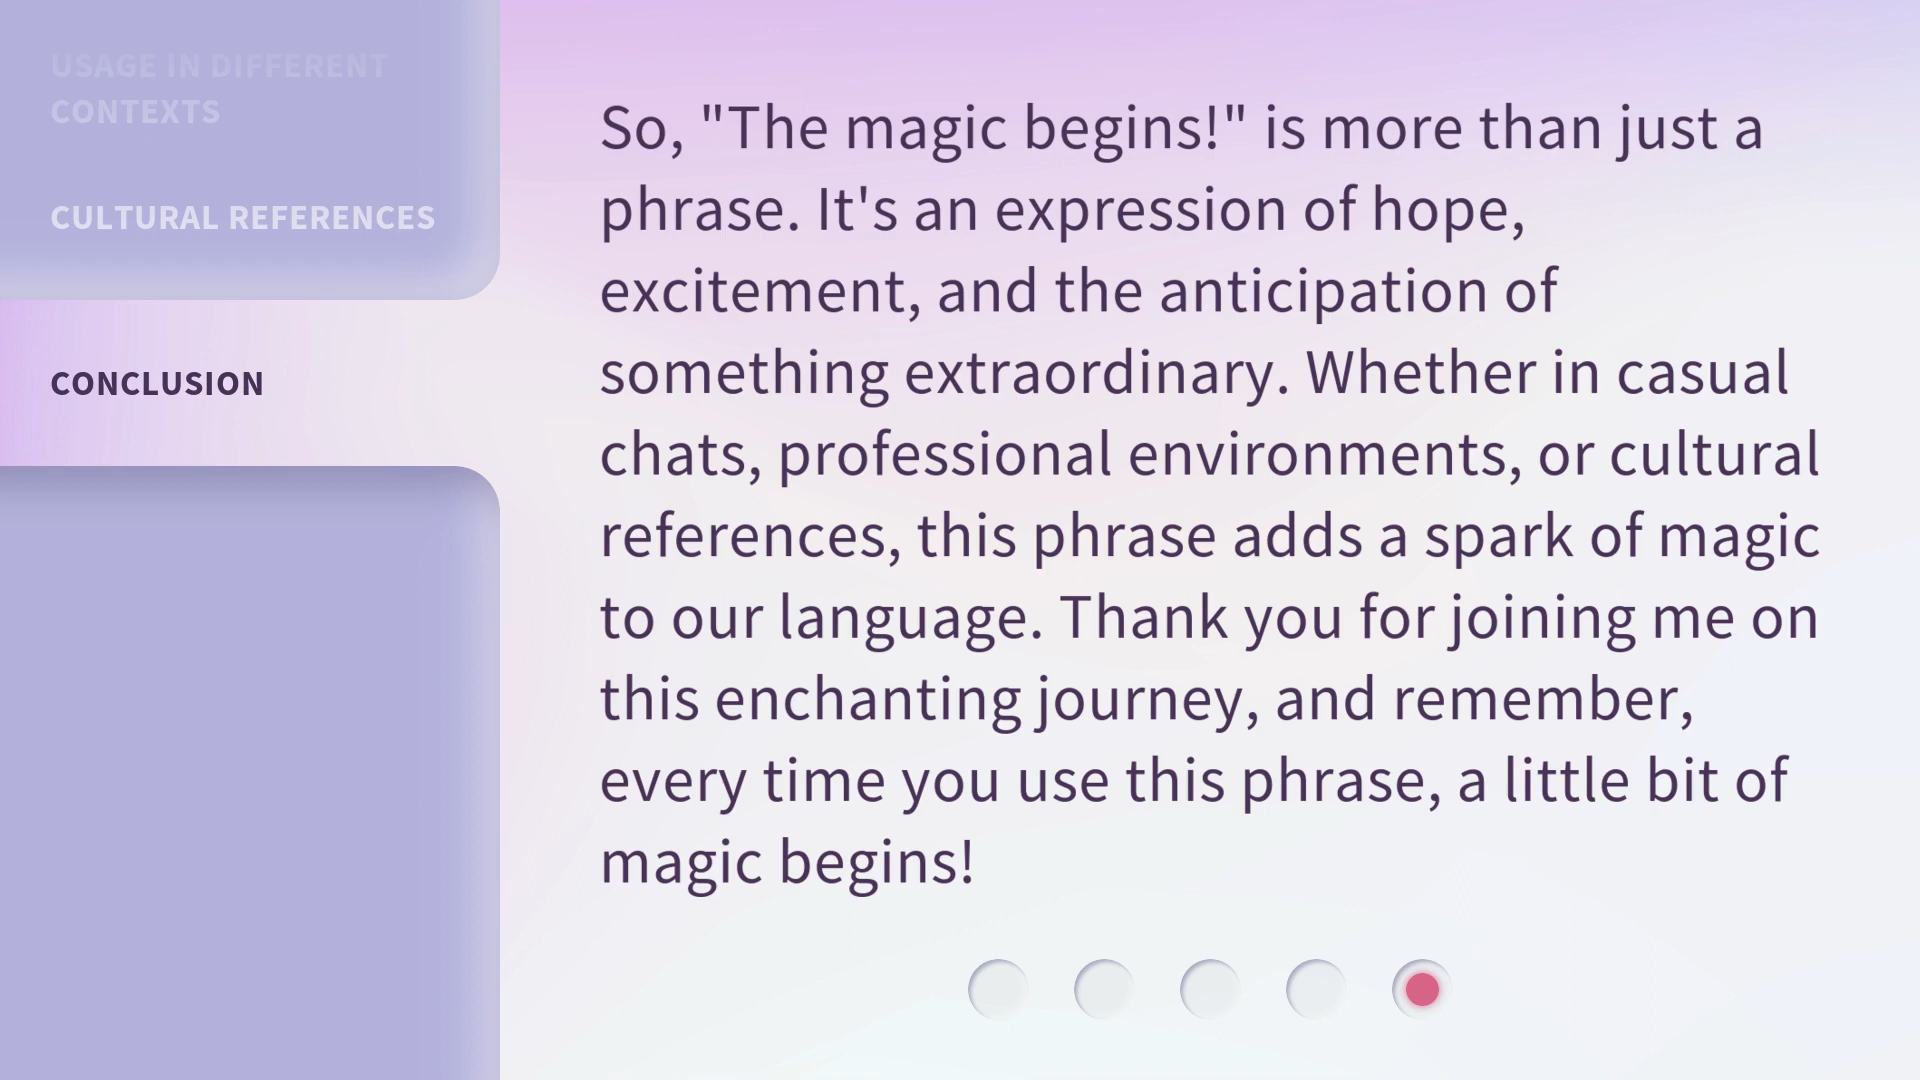 USAGE IN DIFFERENT
CONTEXTS
CULTURAL REFERENCES
CONCLUSION
So, "The magic begins!" is more than just a
phrase. It's an expression of hope,
excitement, and the anticipation of
something extraordinary. Whether in casual
chats, professional environments, or cultural
references, this phrase adds a spark of magic
to our language. Thank you for joining me on
this enchanting journey, and remember,
every time you use this phrase, a little bit of
magic begins!